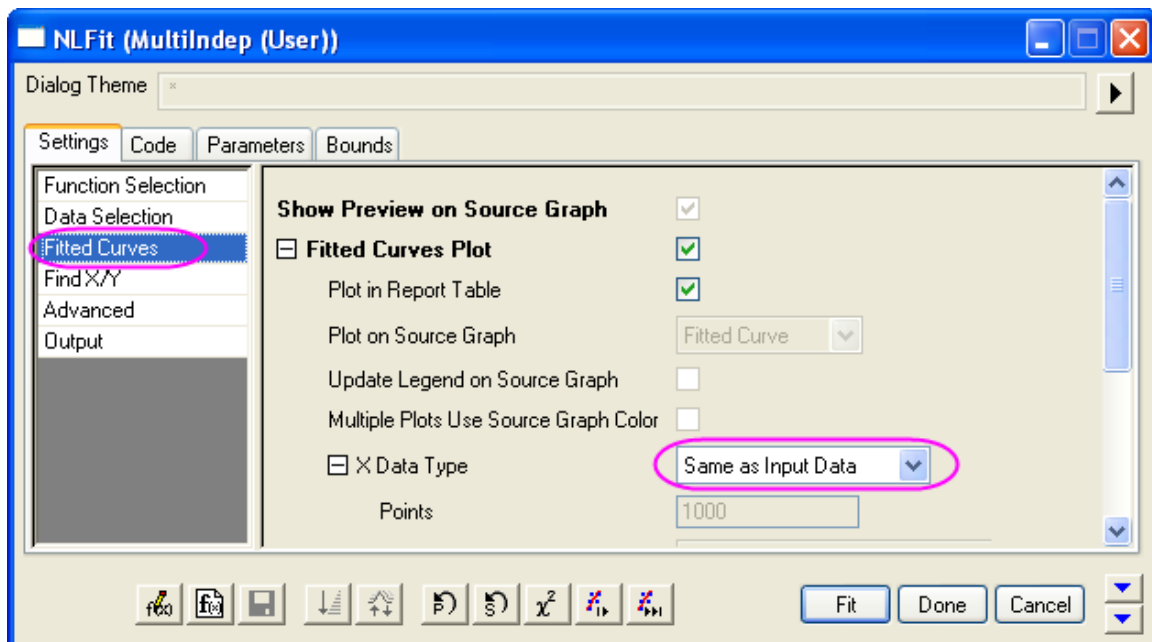 NLFit (MultiIndep (User))
Dialog Theme *
Settings Code Parameters Bounds
Function Selection
Data Selection
Fitted Curves
Find X/Y
Advanced
Output
Show Preview on Source Graph
Fitted Curves Plot
Plot in Report Table
Plot on Source Graph Fitted Curve
Update Legend on Source Graph
Multiple Plots Use Source Graph Color
X Data Type Same as Input Data
Points 1000
f(x) P S χ²
Fit Done Cancel